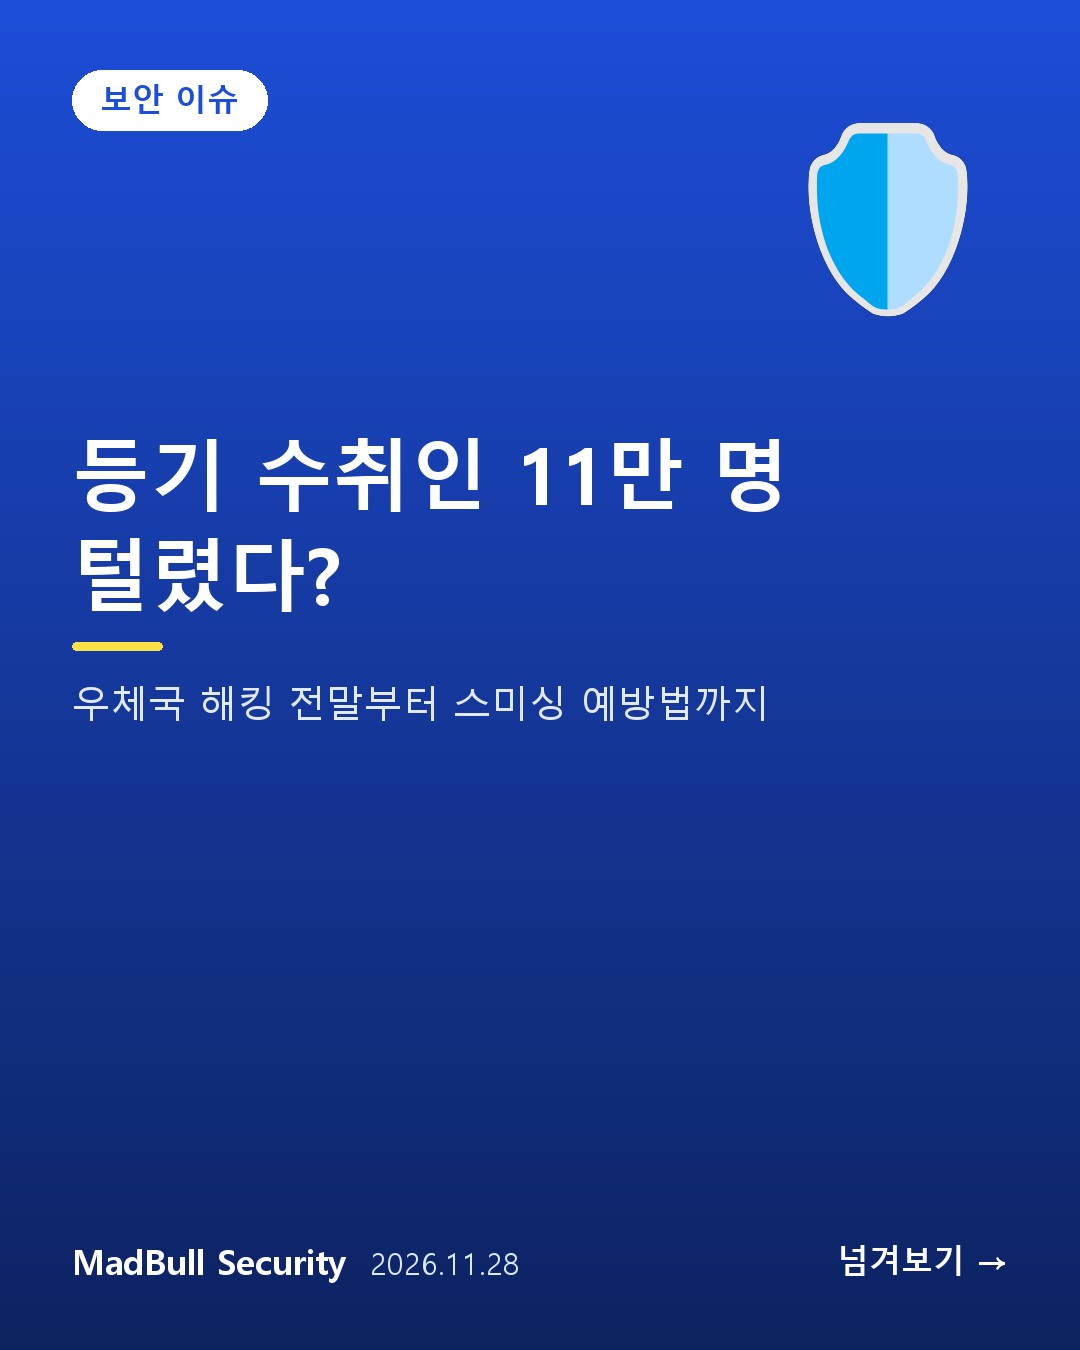 보안 이슈
등기 수취인 11만 명
털렸다?
우체국 해킹 전말부터 스미싱 예방법까지
MadBull Security 2026.11.28
넘겨보기 →